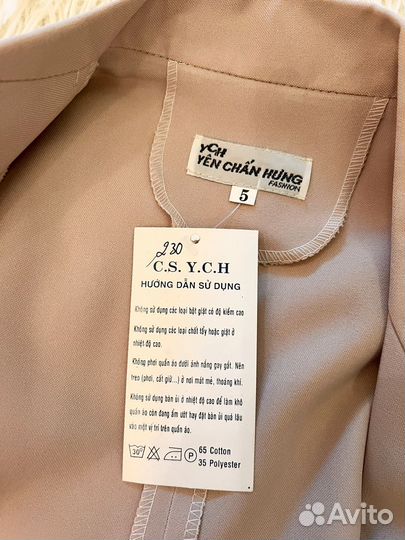 YCH
YÊN CHẤN HƯNG
FASHION
5
230
C.S. Y.C.H
HƯỚNG DẪN SỬ DỤNG
Không sử dụng các loại bột giặt có độ kiềm cao
Không sử dụng các loại chất tẩy hoặc giặt ở
nhiệt độ cao.
Không phơi quần áo dưới ánh nắng gay gắt. Nên
treo (phơi, cất giữ...) ở nơi mát mẻ, thoáng khí.
Không sử dụng bàn ủi ở nhiệt độ cao để làm khô
quần áo còn đang ẩm ướt hay đặt bàn ủi quá lâu
vào một vị trí trên quần áo.
30° P 65 Cotton
35 Polyester
Avito